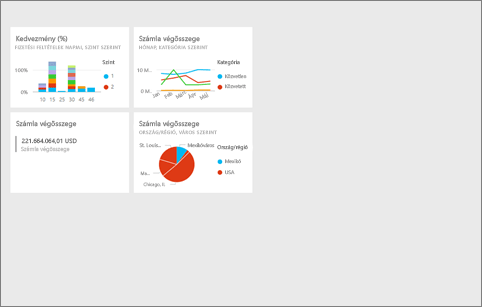 Kedvezmény (%)
FIZETÉSI FELTÉTELEK NAPJAI, SZINT SZERINT
Szint
100%
0%
1
2
10 15 25 30 45 46
Számla végösszege
HÓNAP, KATEGÓRIA SZERINT
Kategória
10 M...
0 M...
Közvetlen
Közvetett
Jan Feb Márc Ápr Máj
Számla végösszege
221.664.064,01 USD
Számla végösszege
Számla végösszege
ORSZÁG/RÉGIÓ, VÁROS SZERINT
St. Louis...
Mexikóváros
Chicago, IL
Ország/régió
Mexikó
USA